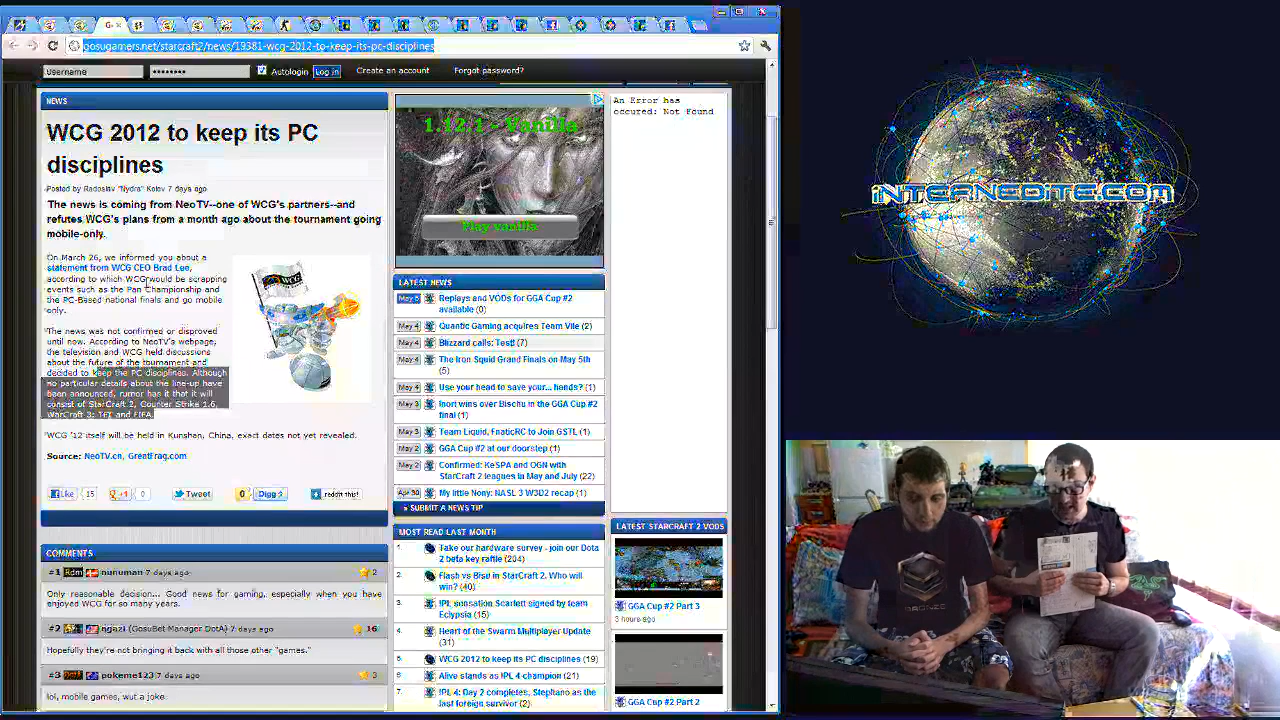 gosugamers.net/starcraft2/news/19381-wcg-2012-to-keep-its-pc-disciplines
Username
Autologin
Log in
Create an account
Forgot password?
NEWS
WCG 2012 to keep its PC
disciplines
Posted by Radoslav "Nydra" Kolev 7 days ago
The news is coming from NeoTV--one of WCG's partners--and
refutes WCG's plans from a month ago about the tournament going
mobile-only.
On March 26, we informed you about a
statement from WCG CEO Brad Lee,
according to which WCG would be scrapping
events such as the Pan Championship and
the PC-Based national finals and go mobile
only.
The news was not confirmed or disproved
until now. According to NeoTV's webpage,
the television and WCG held discussions
about the future of the tournament and
decided to keep the PC disciplines. Although
no particular details about the line-up have
been announced, rumor has it that it will
consist of StarCraft 2, Counter Strike 1.6,
WarCraft 3: TFT and FIFA.
WCG '12 itself will be held in Kunshan, China, exact dates not yet revealed.
Source: NeoTV.cn, GreatFrag.com
Like 15
+1 0
Tweet
0 Digg
reddit this!
COMMENTS
#1 nunuman 7 days ago 2
Only reasonable decision... Good news for gaming, especially when you have
enjoyed WCG for so many years.
#2 ngazi (GosuBet Manager DotA) 7 days ago 16
Hopefully they're not bringing it back with all those other "games."
#3 pokeme123 7 days ago 3
lol, mobile games, wut a joke.
1.12.1 - Vanilla
Play vanilla
LATEST NEWS
May 5 Replays and VODs for GGA Cup #2
available (0)
May 4 Quantic Gaming acquires Team Vile (2)
May 4 Blizzard calls: Test! (7)
May 4 The Iron Squid Grand Finals on May 5th
(5)
May 4 Use your head to save your... hands? (1)
May 3 Inori wins over Bischu in the GGA Cup #2
final (1)
May 3 Team Liquid, FnaticRC to Join GSTL (1)
May 2 GGA Cup #2 at our doorstep (1)
May 2 Confirmed: KeSPA and OGN with
StarCraft 2 leagues in May and July (22)
Apr 30 My little Nony: NASL 3 W3D2 recap (1)
» SUBMIT A NEWS TIP
MOST READ LAST MONTH
1. Take our hardware survey - join our Dota
2 beta key raffle (204)
2. Flash vs Bisu in StarCraft 2. Who will
win? (40)
3. IPL sensation Scarlett signed by team
Eclypsia (15)
4. Heart of the Swarm Multiplayer Update
(31)
5. WCG 2012 to keep its PC disciplines (19)
6 Alive stands as IPL 4 champion (21)
7. IPL 4: Day 2 completes, Stephano as the
last foreign survivor (2)
An Error has
occured: Not Found
LATEST STARCRAFT 2 VODS
GGA Cup #2 Part 3
3 hours ago
GGA Cup #2 Part 2
INTERNEDITE.COM